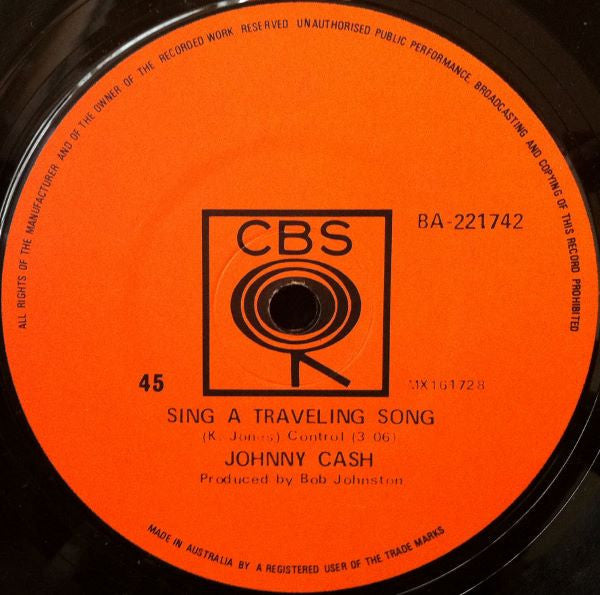 ALL RIGHTS OF THE MANUFACTURER AND OF THE OWNER OF THE RECORDED WORK RESERVED UNAUTHORISED PUBLIC PERFORMANCE, BROADCASTING AND COPYING OF THIS RECORD PROHIBITED
CBS
BA-221742
45
MX161728
SING A TRAVELING SONG
(K. Jones) Control (3 06)
JOHNNY CASH
Produced by Bob Johnston
MADE IN AUSTRALIA BY A REGISTERED USER OF THE TRADE MARKS